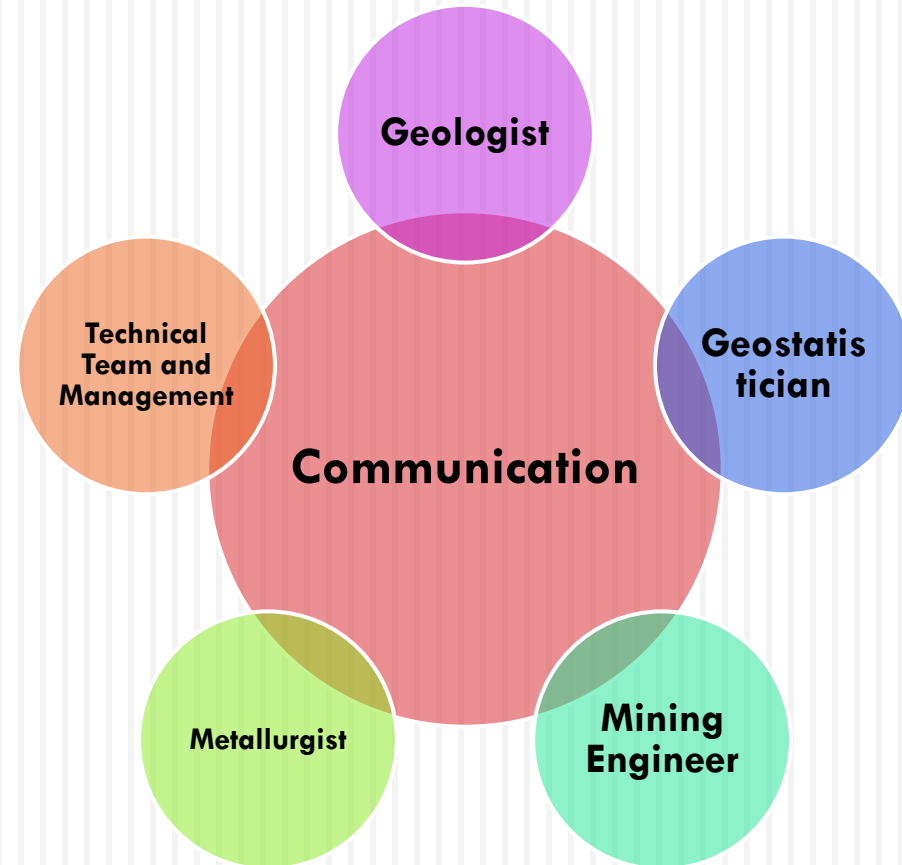 Geologist
Technical
Team and
Management
Geostatis
tician
Communication
Metallurgist
Mining
Engineer